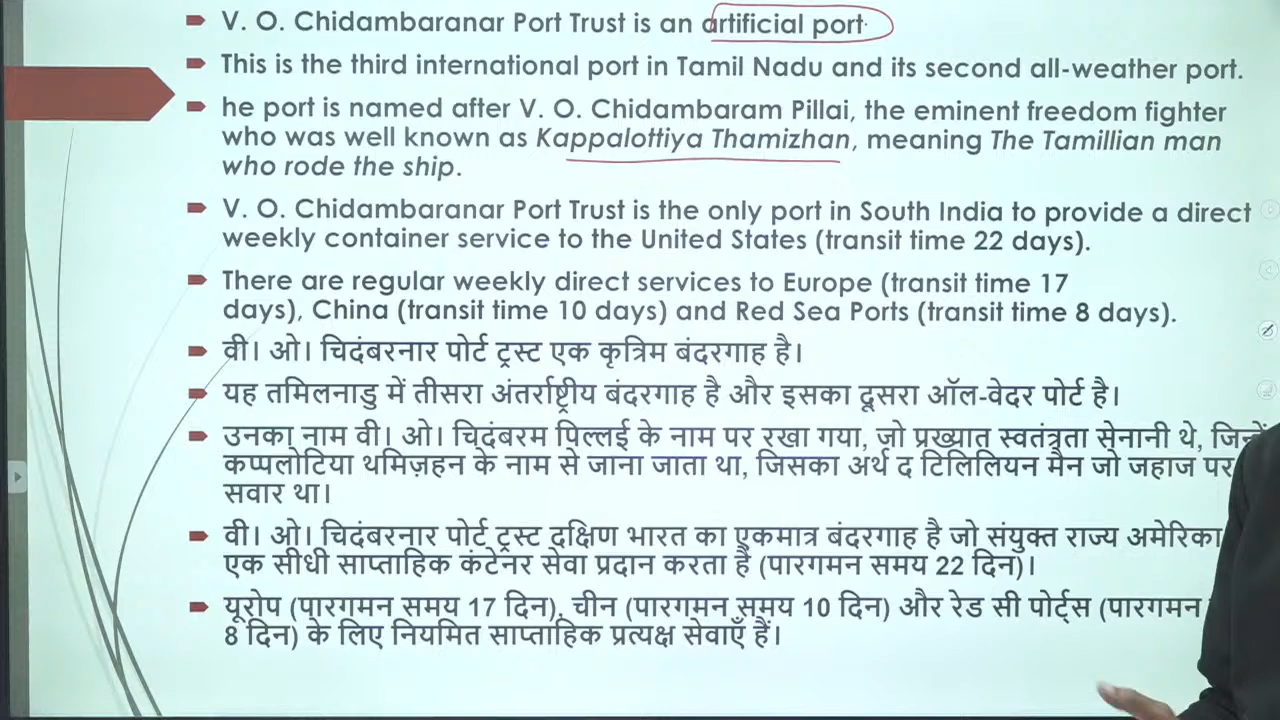 V. O. Chidambaranar Port Trust is an artificial port
This is the third international port in Tamil Nadu and its second all-weather port.
he port is named after V. O. Chidambaram Pillai, the eminent freedom fighter
who was well known as Kappalottiya Thamizhan, meaning The Tamillian man
who rode the ship.
V. O. Chidambaranar Port Trust is the only port in South India to provide a direct
weekly container service to the United States (transit time 22 days).
There are regular weekly direct services to Europe (transit time 17
days), China (transit time 10 days) and Red Sea Ports (transit time 8 days).
वी। ओ। चिदंबरनार पोर्ट ट्रस्ट एक कृत्रिम बंदरगाह है।
यह तमिलनाडु में तीसरा अंतर्राष्ट्रीय बंदरगाह है और इसका दूसरा ऑल-वेदर पोर्ट है।
उनका नाम वी। ओ। चिदंबरम पिल्लई के नाम पर रखा गया, जो प्रख्यात स्वतंत्रता सेनानी थे, जिन्हें
कप्पलोटिया थमिज़हन के नाम से जाना जाता था, जिसका अर्थ द टिलिलियन मैन जो जहाज पर
सवार था।
वी। ओ। चिदंबरनार पोर्ट ट्रस्ट दक्षिण भारत का एकमात्र बंदरगाह है जो संयुक्त राज्य अमेरिका
एक सीधी साप्ताहिक कंटेनर सेवा प्रदान करता है (पारगमन समय 22 दिन)।
यूरोप (पारगमन समय 17 दिन), चीन (पारगमन समय 10 दिन) और रेड सी पोर्ट्स (पारगमन
8 दिन) के लिए नियमित साप्ताहिक प्रत्यक्ष सेवाएँ हैं।